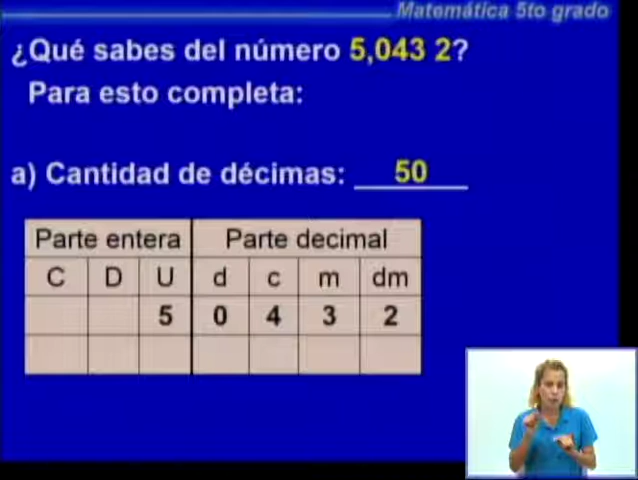 Matemática 5to grado
¿Qué sabes del número 5,043 2?
Para esto completa:
a) Cantidad de décimas: 50
Parte entera Parte decimal
C D U d c m dm
5 0 4 3 2